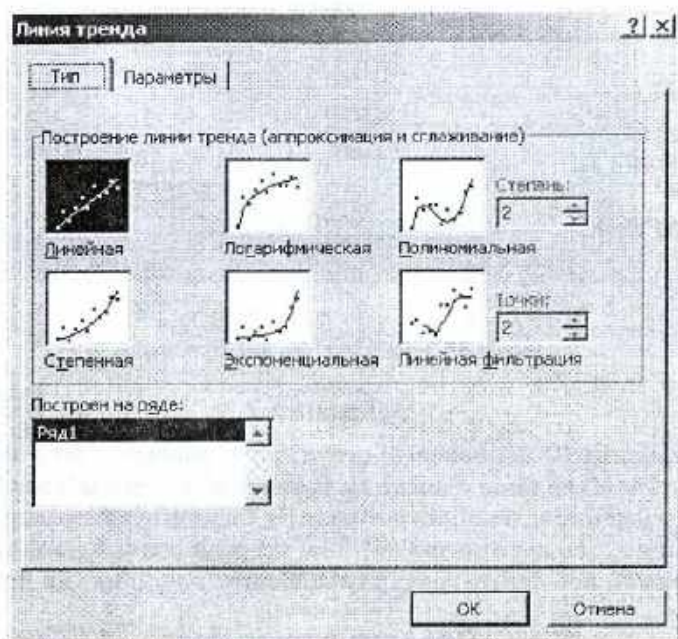 Линия тренда
Тип Параметры
Построение линии тренда (аппроксимация и сглаживание)
Линейная Логарифмическая Полиномиальная
Степень:
2
Степенная Экспоненциальная Линейная фильтрация
Точки:
2
Построен на ряде:
Ряд1
OK Отмена